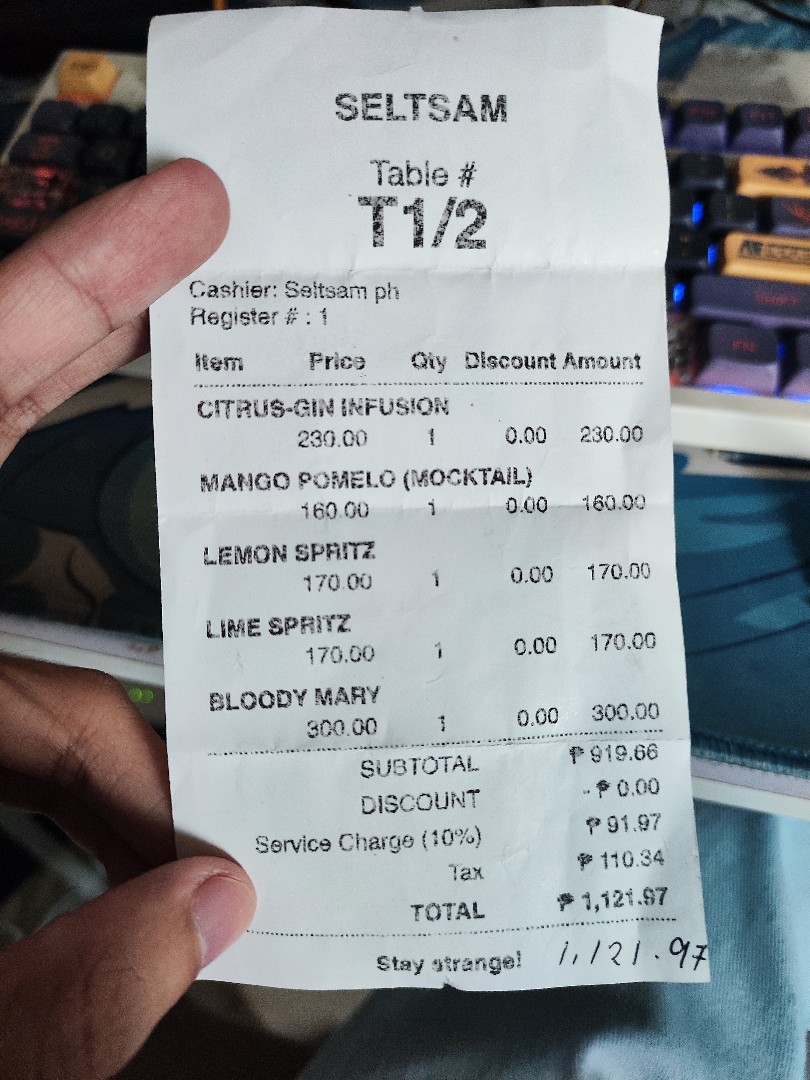 SELTSAM
Table #
T1/2
Cashier: Seltsam ph
Register # : 1
Item Price Qty Discount Amount
CITRUS-GIN INFUSION
230.00 1 0.00 230.00
MANGO POMELO (MOCKTAIL)
160.00 1 0.00 160.00
LEMON SPRITZ
170.00 1 0.00 170.00
LIME SPRITZ
170.00 1 0.00 170.00
BLOODY MARY
300.00 1 0.00 300.00
SUBTOTAL ₱ 919.66
DISCOUNT - ₱ 0.00
Service Charge (10%) ₱ 91.97
Tax ₱ 110.34
TOTAL ₱ 1,121.97
Stay strange! 1,121.97
SHIFT
FN